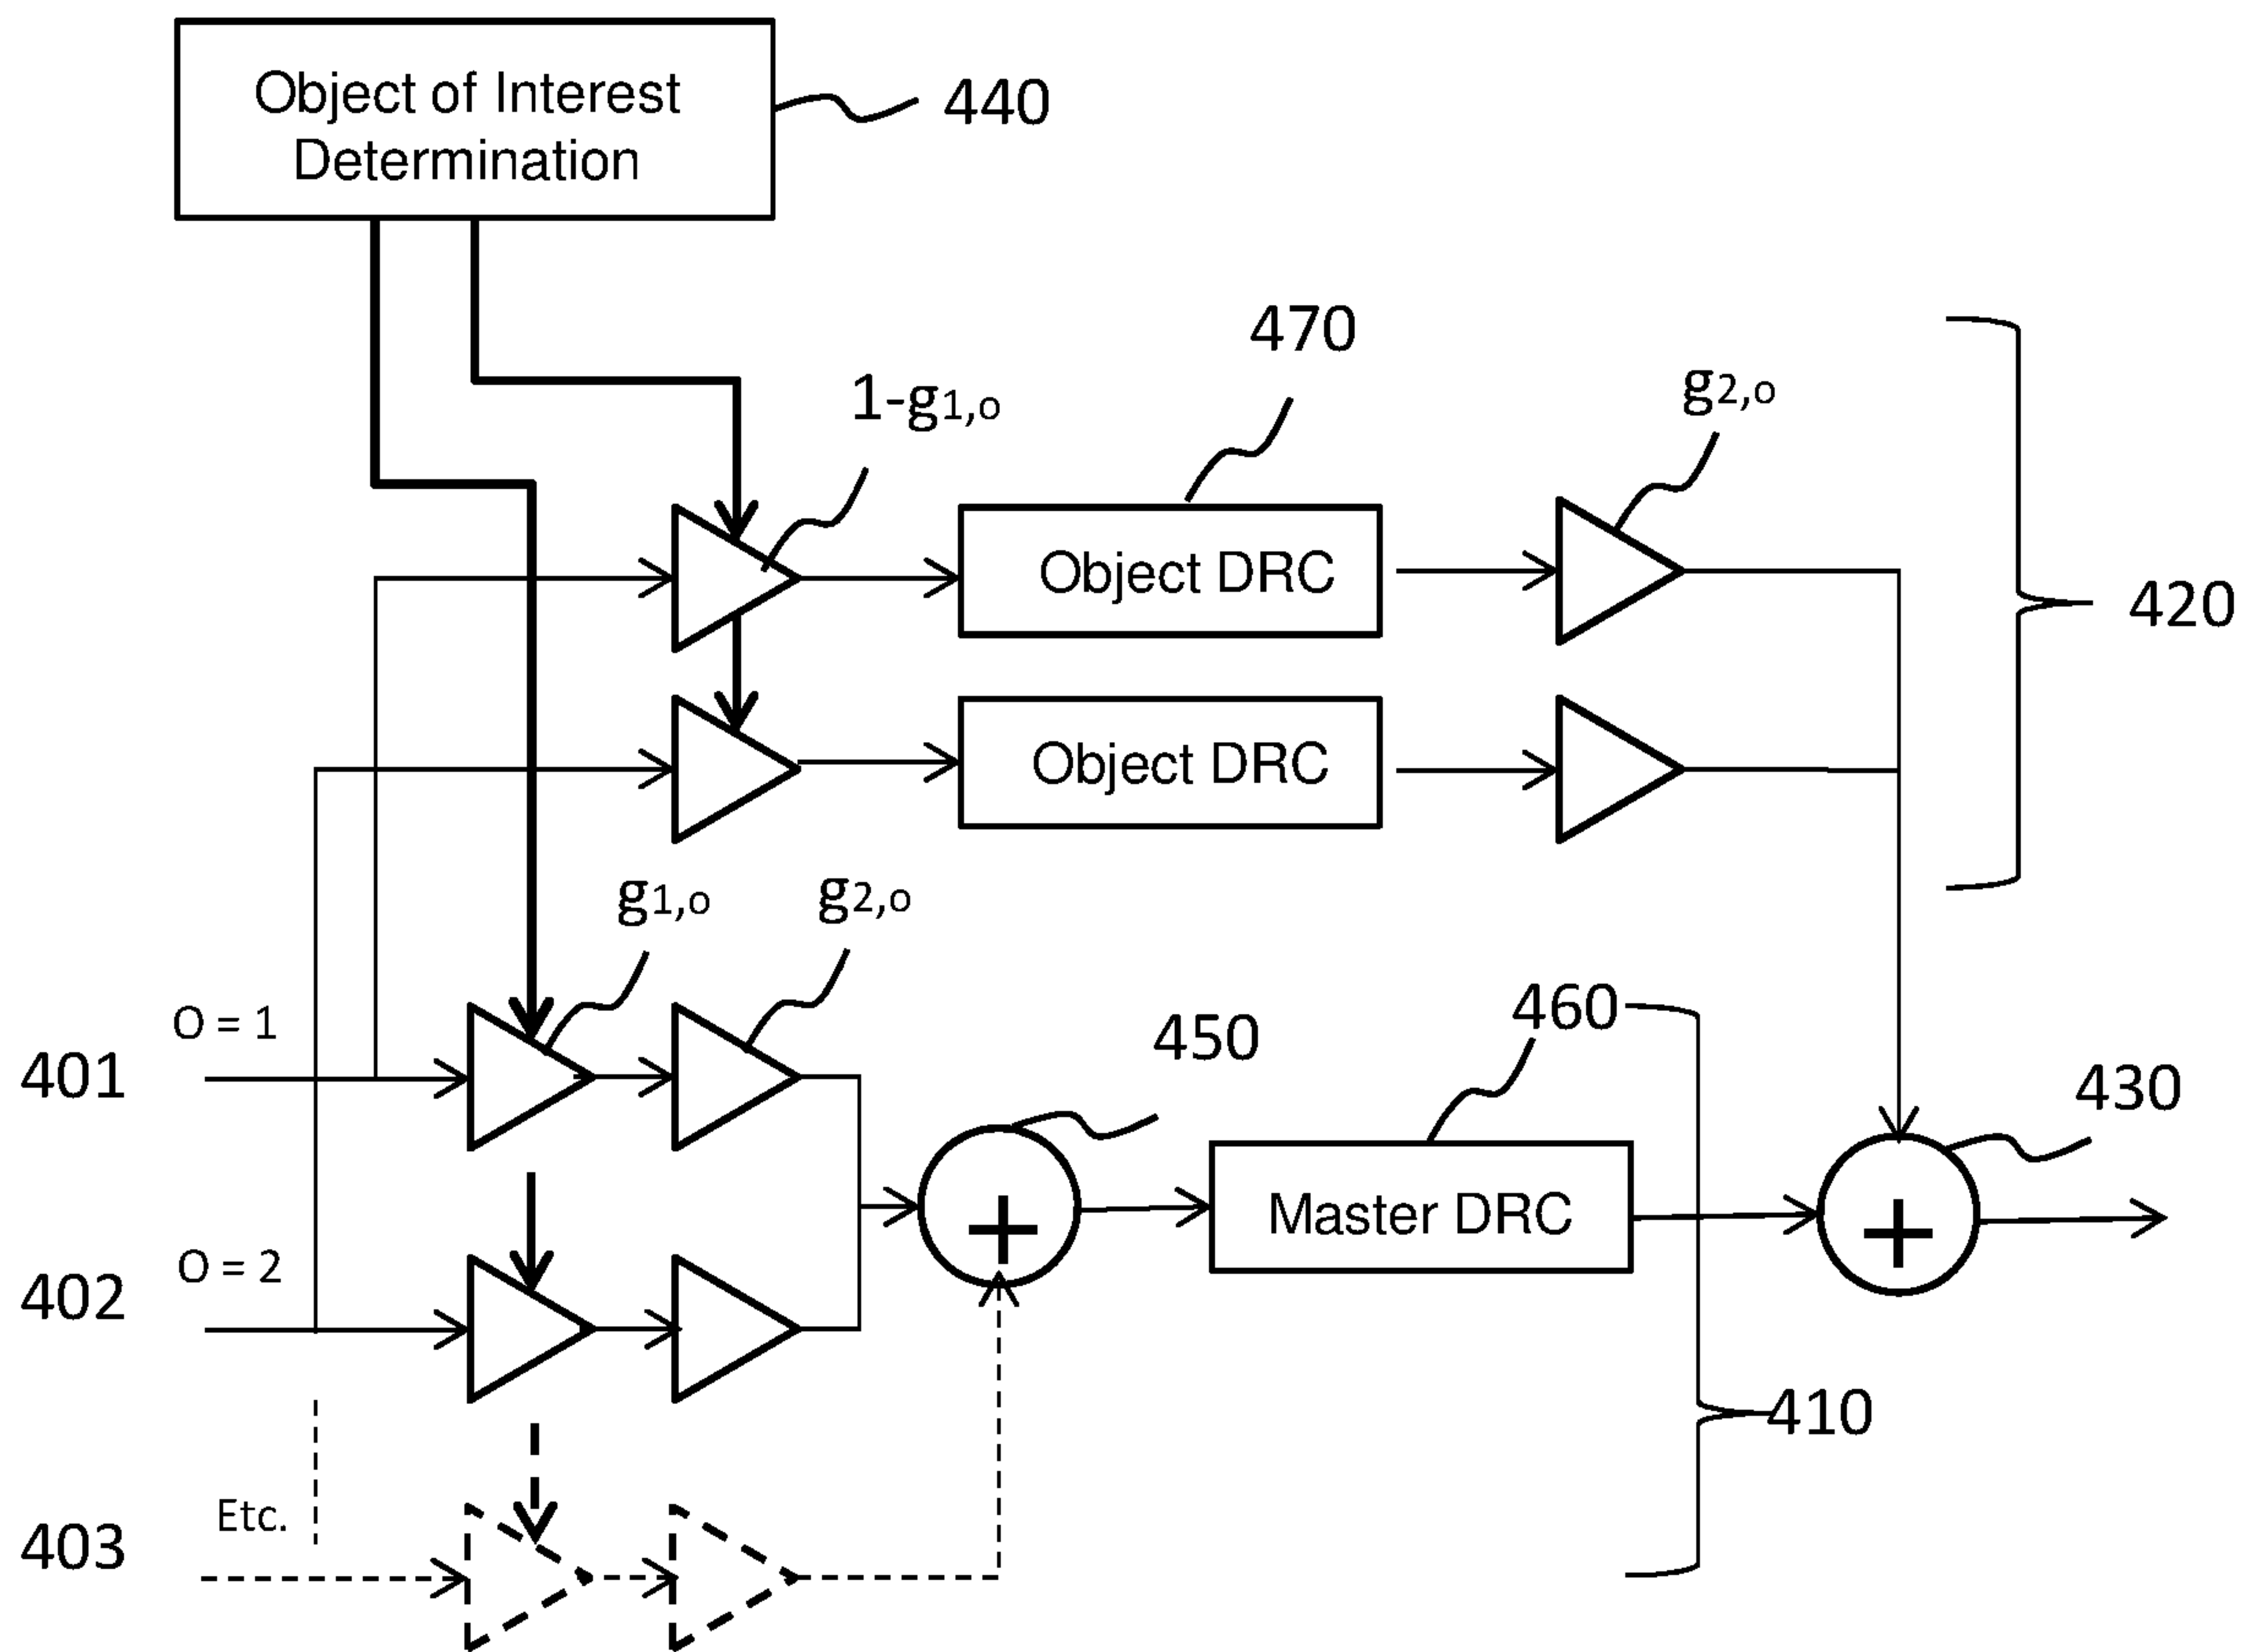 Object of Interest
Determination
440
470
1-g1,o
g2,o
Object DRC
420
Object DRC
g1,o
g2,o
O = 1
401
450
460
430
Master DRC
O = 2
402
410
Etc.
403